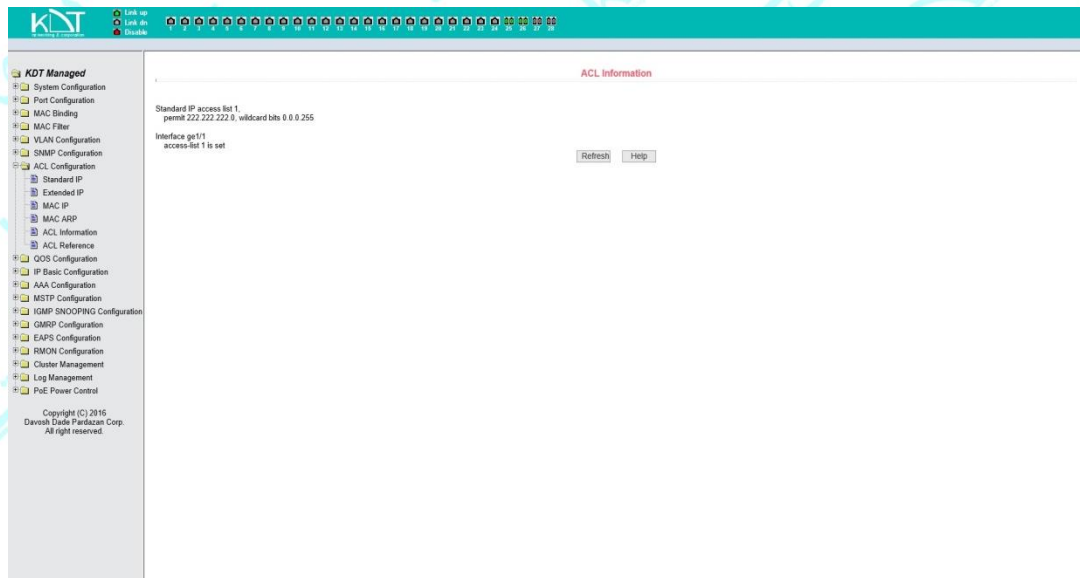 KDT
Link up
Link dn
Disable
1 2 3 4 5 6 7 8 9 10 11 12 13 14 15 16 17 18 19 20 21 22 23 24 25 26 27 28
KDT Managed
System Configuration
Port Configuration
MAC Binding
MAC Filter
VLAN Configuration
SNMP Configuration
ACL Configuration
Standard IP
Extended IP
MAC IP
MAC ARP
ACL Information
ACL Reference
QOS Configuration
IP Basic Configuration
AAA Configuration
MSTP Configuration
IGMP SNOOPING Configuration
GMRP Configuration
EAPS Configuration
RMON Configuration
Cluster Management
Log Management
PoE Power Control
Copyright (C) 2016
Davosh Dade Pardazan Corp.
All right reserved.
ACL Information
Standard IP access list 1,
permit 222.222.222.0, wildcard bits 0.0.0.255
Interface ge1/1
access-list 1 is set
Refresh Help